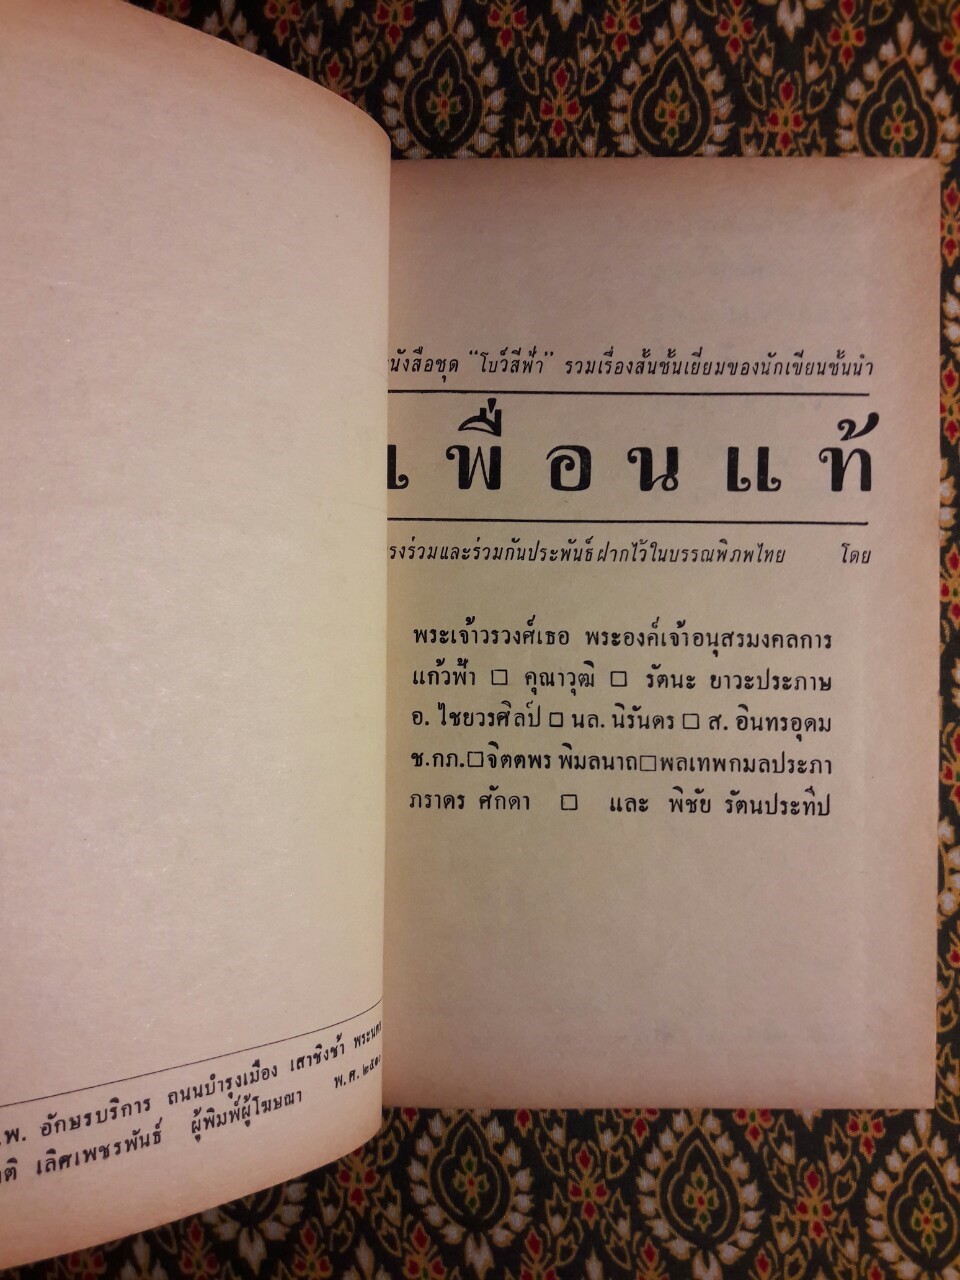 นังสือชุด "โบว์สีฟ้า" รวมเรื่องสั้นชั้นเยี่ยมของนักเขียนชั้นนำ
เพื่อนแท้
รงร่วมและร่วมกันประพันธ์ฝากไว้ในบรรณพิภพไทย โดย
พระเจ้าวรวงศ์เธอ พระองค์เจ้าอนุสรมงคลการ
แก้วฟ้า □ คุณาวุฒิ □ รัตนะ ยาวะประภาษ
อ. ไชยวรศิลป์ □ นล. นิรันดร □ ส. อินทรอุดม
ช.กภ.□จิตตพร พิมลนาถ□พลเทพกมลประภา
ภราดร ศักดา □ และ พิชัย รัตนประทีป
.พ. อักษรบริการ ถนนบำรุงเมือง เสาชิงช้า พระนคร
าติ เลิศเพชรพันธ์ ผู้พิมพ์ผู้โฆษณา พ.ศ.